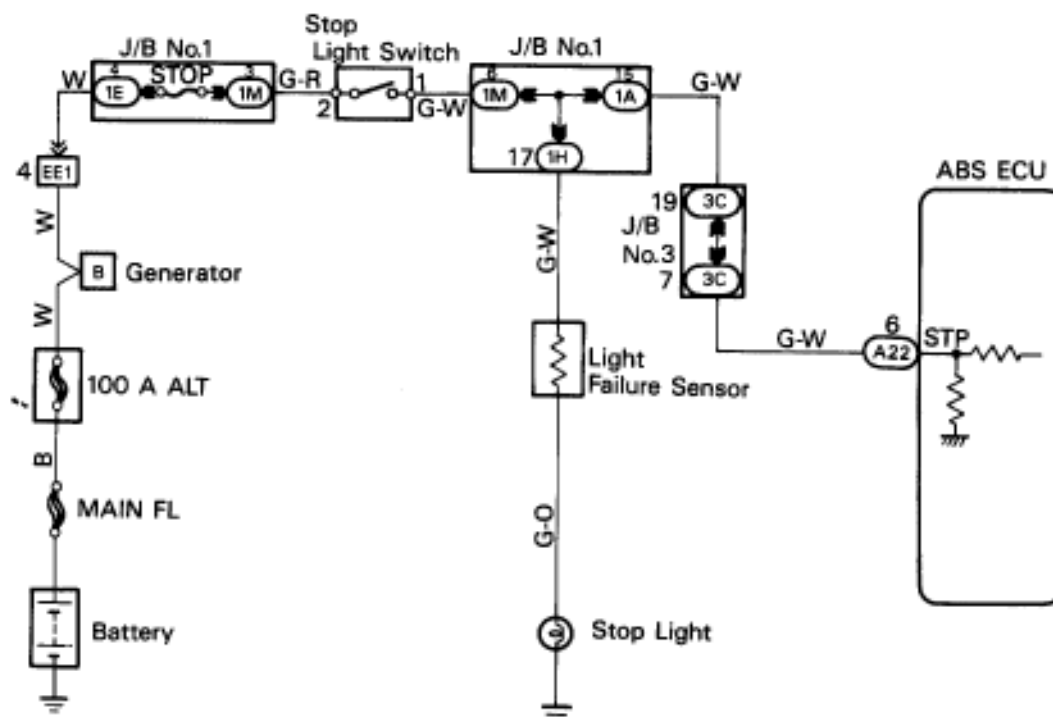 Stop
Light Switch
J/B No.1
J/B No.1
4 STOP 3
W 1E 1M G-R 2 1 G-W
6 15
1M 1A G-W
17 1H
4 EE1
ABS ECU
19 3C
J/B
No.3
7 3C
W
G-W
B Generator
W
G-W 6
A22 STP
100 A ALT
Light
Failure Sensor
B
MAIN FL
G-O
Battery
Stop Light